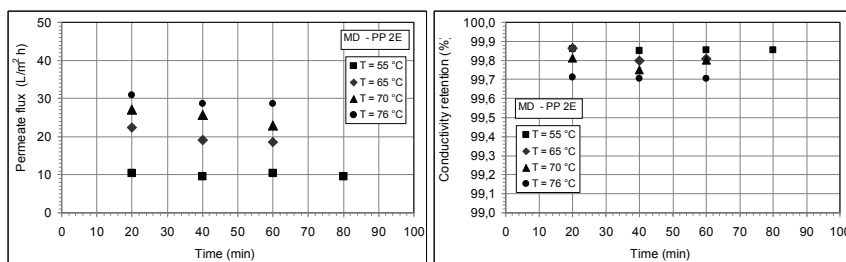 50
40
30
20
10
0
Permeate flux (L/m² h)
MD - PP 2E
T = 55 °C
T = 65 °C
T = 70 °C
T = 76 °C
0 10 20 30 40 50 60 70 80 90 100
Time (min)
100,0
99,9
99,8
99,7
99,6
99,5
99,4
99,3
99,2
99,1
99,0
Conductivity retention (%)
MD - PP 2E
T = 55 °C
T = 65 °C
T = 70 °C
T = 76 °C
0 10 20 30 40 50 60 70 80 90 100
Time (min)